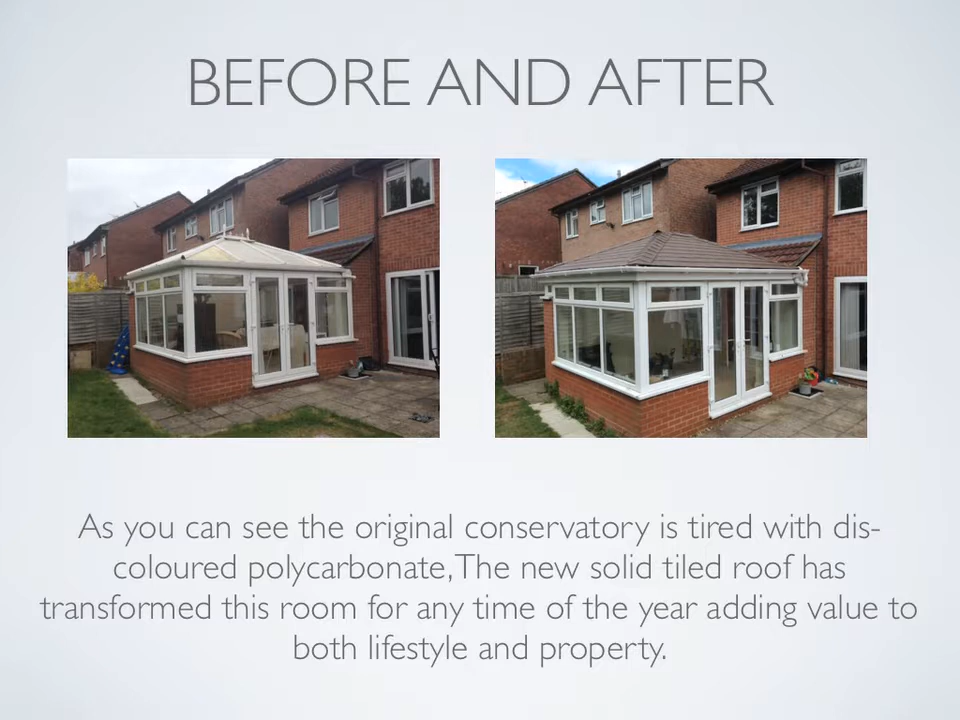 BEFORE AND AFTER
As you can see the original conservatory is tired with dis-
coloured polycarbonate, The new solid tiled roof has
transformed this room for any time of the year adding value to
both lifestyle and property.